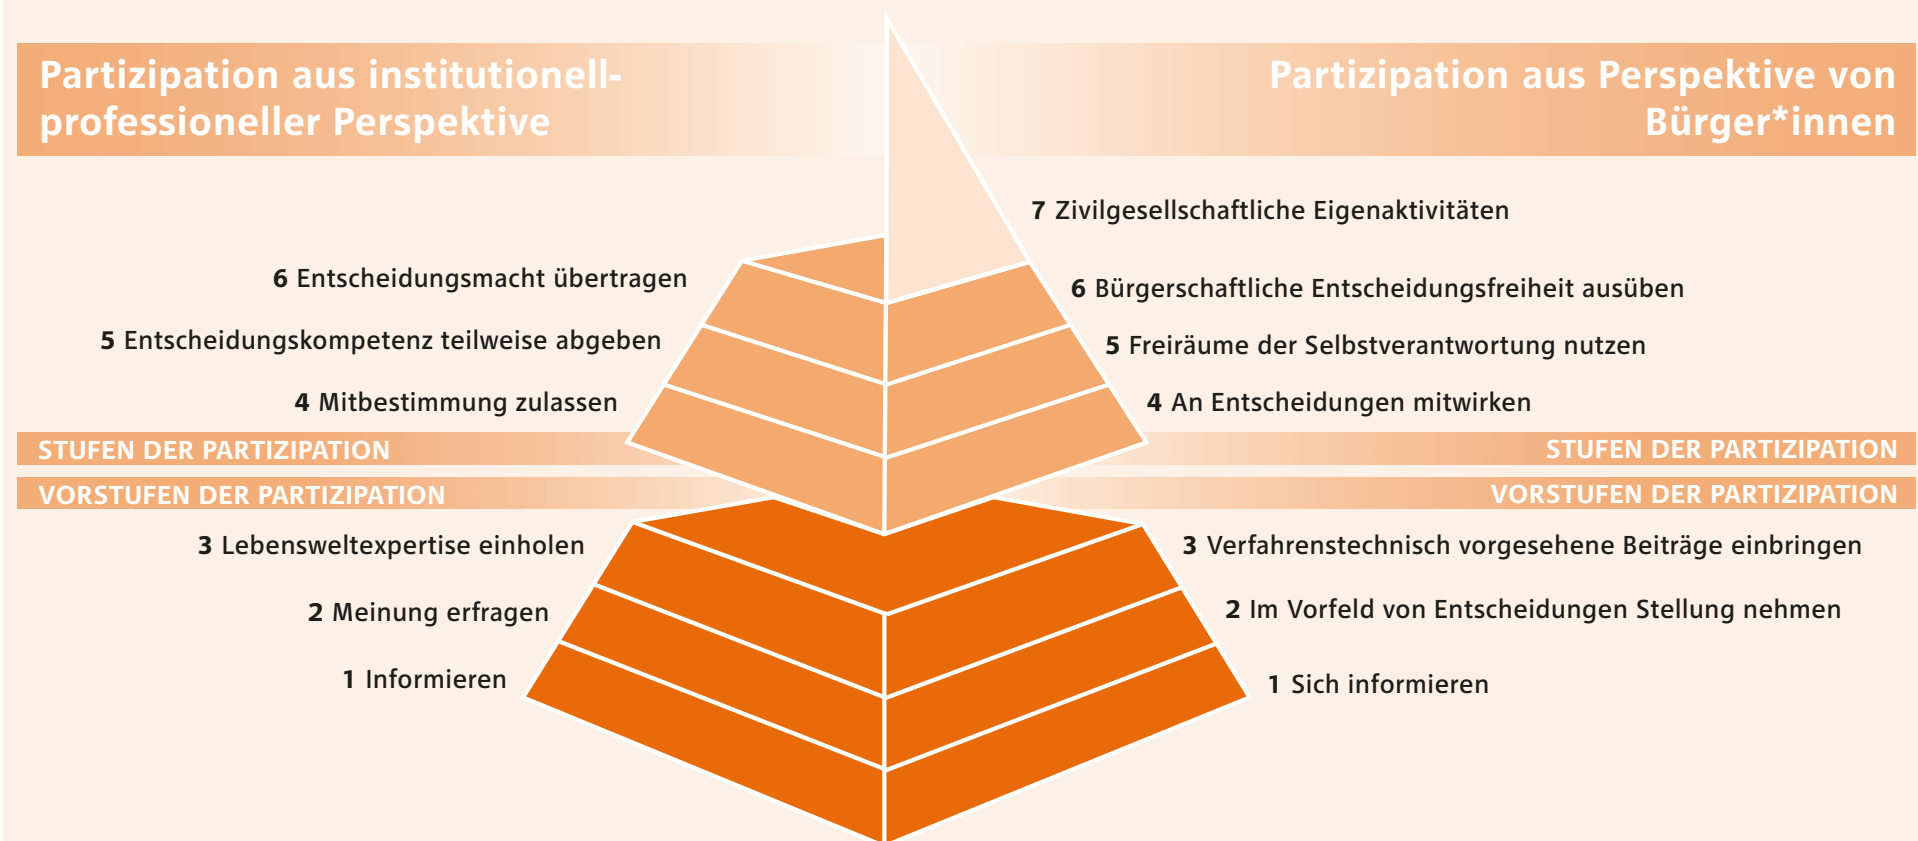 Partizipation aus institutionell-
professioneller Perspektive
6 Entscheidungsmacht übertragen
5 Entscheidungskompetenz teilweise abgeben
4 Mitbestimmung zulassen
STUFEN DER PARTIZIPATION
VORSTUFEN DER PARTIZIPATION
3 Lebensweltexpertise einholen
2 Meinung erfragen
1 Informieren
Partizipation aus Perspektive von
Bürger*innen
7 Zivilgesellschaftliche Eigenaktivitäten
6 Bürgerschaftliche Entscheidungsfreiheit ausüben
5 Freiräume der Selbstverantwortung nutzen
4 An Entscheidungen mitwirken
STUFEN DER PARTIZIPATION
VORSTUFEN DER PARTIZIPATION
3 Verfahrenstechnisch vorgesehene Beiträge einbringen
2 Im Vorfeld von Entscheidungen Stellung nehmen
1 Sich informieren